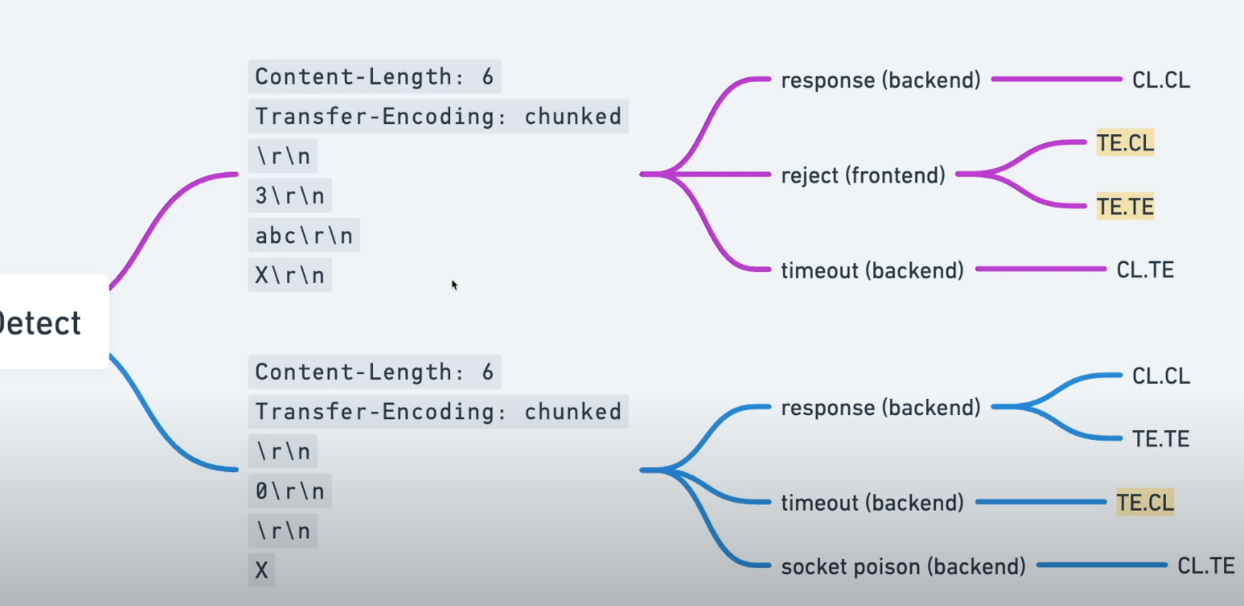 Detect
Content-Length: 6
Transfer-Encoding: chunked
\r\n
3\r\n
abc\r\n
X\r\n
response (backend)
CL.CL
reject (frontend)
TE.CL
TE.TE
timeout (backend)
CL.TE
Content-Length: 6
Transfer-Encoding: chunked
\r\n
0\r\n
\r\n
X
response (backend)
CL.CL
TE.TE
timeout (backend)
TE.CL
socket poison (backend)
CL.TE